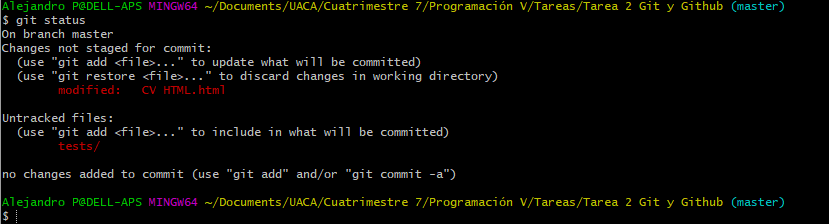 Alejandro P@DELL-APS MINGW64 ~/Documents/UACA/Cuatrimestre 7/Programación V/Tareas/Tarea 2 Git y Github (master)
$ git status
On branch master
Changes not staged for commit:
  (use "git add <file>..." to update what will be committed)
  (use "git restore <file>..." to discard changes in working directory)
        modified:   CV HTML.html

Untracked files:
  (use "git add <file>..." to include in what will be committed)
        tests/

no changes added to commit (use "git add" and/or "git commit -a")

Alejandro P@DELL-APS MINGW64 ~/Documents/UACA/Cuatrimestre 7/Programación V/Tareas/Tarea 2 Git y Github (master)
$